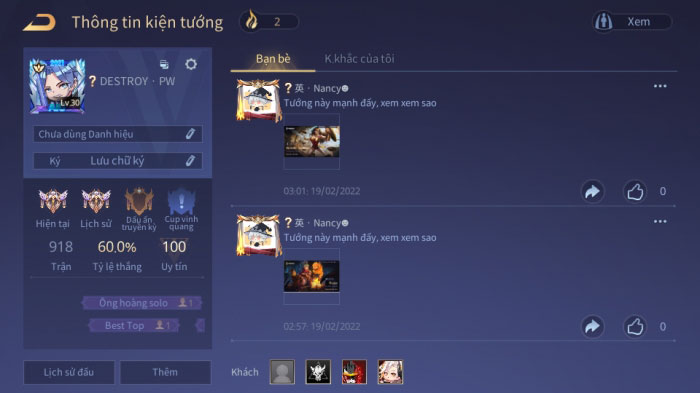 Thông tin kiện tướng
2
Xem
2021
Lv.30
❓DESTROY · PW
Chưa dùng Danh hiệu
Ký Lưu chữ ký
Hiện tại
Lịch sử
Dấu ấn truyền kỳ
Cup vinh quang
918
60.0%
100
Trận
Tỷ lệ thắng
Uy tín
Ông hoàng solo 1
Best Top 1
Lịch sử đấu
Thêm
Bạn bè
K.khắc của tôi
❓英 · Nancy☻
Tướng này mạnh đấy, xem xem sao
03:01: 19/02/2022
0
❓英 · Nancy☻
Tướng này mạnh đấy, xem xem sao
02:57: 19/02/2022
0
Khách